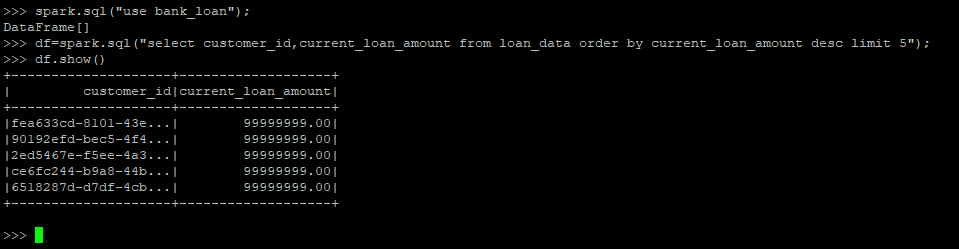 >>> spark.sql("use bank_loan");
DataFrame[]
>>> df=spark.sql("select customer_id,current_loan_amount from loan_data order by current_loan_amount desc limit 5");
>>> df.show()
+--------------------+-------------------+
|         customer_id|current_loan_amount|
+--------------------+-------------------+
|fea633cd-8101-43e...|        99999999.00|
|90192efd-bec5-4f4...|        99999999.00|
|2ed5467e-f5ee-4a3...|        99999999.00|
|ce6fc244-b9a8-44b...|        99999999.00|
|6518287d-d7df-4cb...|        99999999.00|
+--------------------+-------------------+
>>>